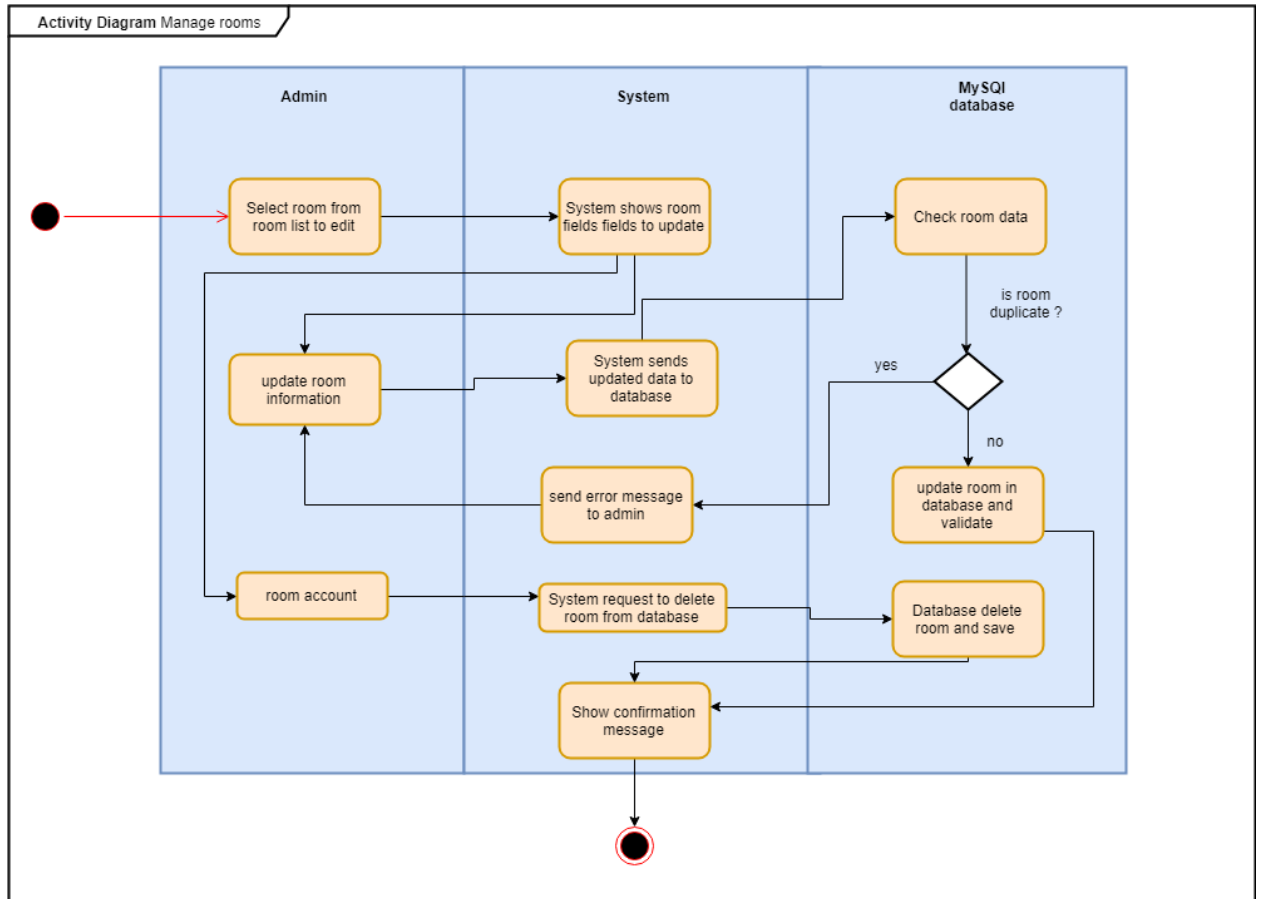 Activity Diagram Manage rooms
Admin
System
MySQl
database
Select room from
room list to edit
System shows room
fields fields to update
Check room data
is room
duplicate ?
update room
information
System sends
updated data to
database
yes
no
send error message
to admin
update room in
database and
validate
room account
System request to delete
room from database
Database delete
room and save
Show confirmation
message